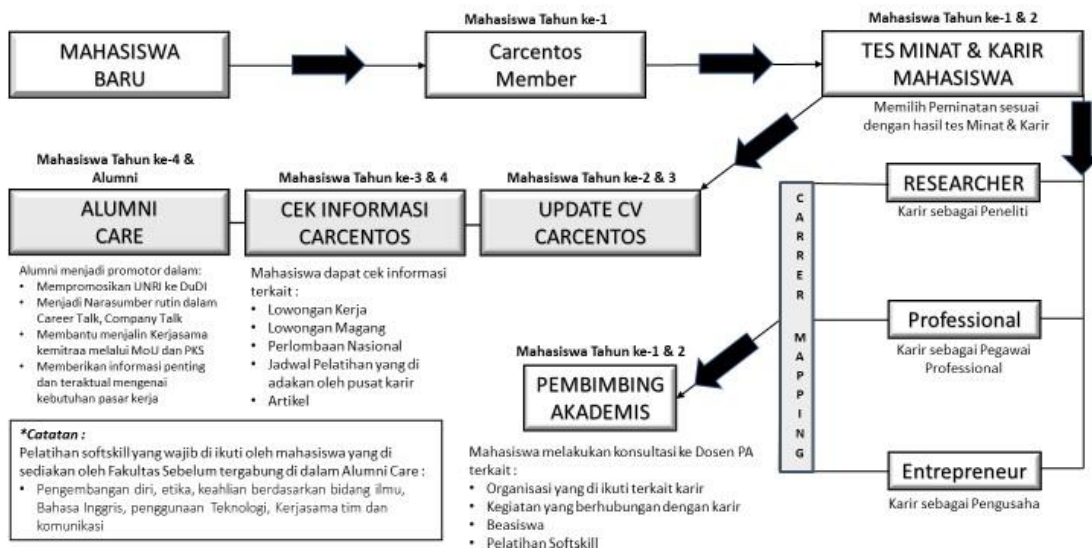 MAHASISWA
BARU
Mahasiswa Tahun ke-1
Carcentos
Member
Mahasiswa Tahun ke-1 & 2
TES MINAT & KARIR
MAHASISWA
Memilih Peminatan sesuai
dengan hasil tes Minat & Karir
Mahasiswa Tahun ke-4 &
Alumni
ALUMNI
CARE
Alumni menjadi promotor dalam:
• Mempromosikan UNRI ke DuDI
• Menjadi Narasumber rutin dalam
Career Talk, Company Talk
• Membantu menjalin Kerjasama
kemitraa melalui MoU dan PKS
• Memberikan informasi penting
dan teraktual mengenai
kebutuhan pasar kerja
Mahasiswa Tahun ke-3 & 4
CEK INFORMASI
CARCENTOS
Mahasiswa dapat cek informasi
terkait :
• Lowongan Kerja
• Lowongan Magang
• Perlombaan Nasional
• Jadwal Pelatihan yang di
adakan oleh pusat karir
• Artikel
Mahasiswa Tahun ke-2 & 3
UPDATE CV
CARCENTOS
CARRER MAPPING
RESEARCHER
Karir sebagai Peneliti
Professional
Karir sebagai Pegawai
Professional
Entrepreneur
Karir sebagai Pengusaha
Mahasiswa Tahun ke-1 & 2
PEMBIMBING
AKADEMIS
Mahasiswa melakukan konsultasi ke Dosen PA
terkait :
• Organisasi yang di ikuti terkait karir
• Kegiatan yang berhubungan dengan karir
• Beasiswa
• Pelatihan Softskill
*Catatan :
Pelatihan softskill yang wajib di ikuti oleh mahasiswa yang di
sediakan oleh Fakultas Sebelum tergabung di dalam Alumni Care :
• Pengembangan diri, etika, keahlian berdasarkan bidang ilmu,
Bahasa Inggris, penggunaan Teknologi, Kerjasama tim dan
komunikasi